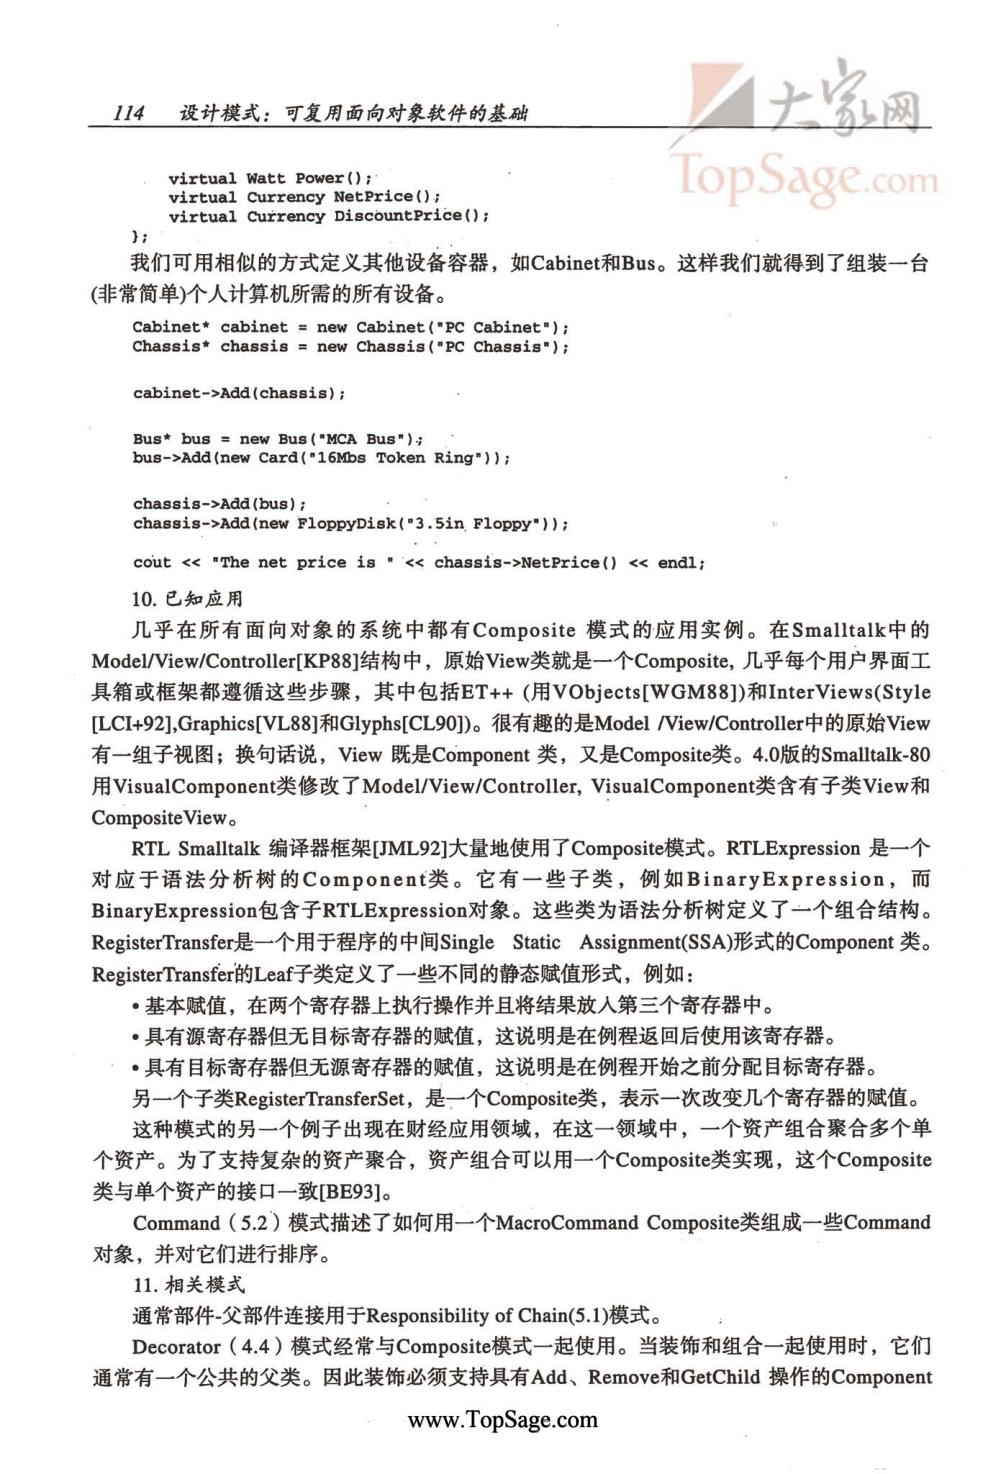 114 设计模式：可复用面向对象软件的基础
大家网
TopSage.com
virtual Watt Power();
virtual Currency NetPrice();
virtual Currency DiscountPrice();
};
我们可用相似的方式定义其他设备容器，如Cabinet和Bus。这样我们就得到了组装一台
(非常简单)个人计算机所需的所有设备。
Cabinet* cabinet = new Cabinet("PC Cabinet");
Chassis* chassis = new Chassis("PC Chassis");
cabinet->Add(chassis);
Bus* bus = new Bus("MCA Bus");
bus->Add(new Card("16Mbs Token Ring"));
chassis->Add(bus);
chassis->Add(new FloppyDisk("3.5in Floppy"));
cout << "The net price is " << chassis->NetPrice() << endl;
10. 已知应用
几乎在所有面向对象的系统中都有Composite 模式的应用实例。在Smalltalk中的
Model/View/Controller[KP88]结构中，原始View类就是一个Composite, 几乎每个用户界面工
具箱或框架都遵循这些步骤，其中包括ET++ (用VObjects[WGM88])和InterViews(Style
[LCI+92],Graphics[VL88]和Glyphs[CL90])。很有趣的是Model /View/Controller中的原始View
有一组子视图；换句话说，View 既是Component 类，又是Composite类。4.0版的Smalltalk-80
用VisualComponent类修改了Model/View/Controller, VisualComponent类含有子类View和
CompositeView。
RTL Smalltalk 编译器框架[JML92]大量地使用了Composite模式。RTLExpression 是一个
对应于语法分析树的Component类。它有一些子类，例如BinaryExpression，而
BinaryExpression包含子RTLExpression对象。这些类为语法分析树定义了一个组合结构。
RegisterTransfer是一个用于程序的中间Single Static Assignment(SSA)形式的Component 类。
RegisterTransfer的Leaf子类定义了一些不同的静态赋值形式，例如：
• 基本赋值，在两个寄存器上执行操作并且将结果放入第三个寄存器中。
• 具有源寄存器但无目标寄存器的赋值，这说明是在例程返回后使用该寄存器。
• 具有目标寄存器但无源寄存器的赋值，这说明是在例程开始之前分配目标寄存器。
另一个子类RegisterTransferSet，是一个Composite类，表示一次改变几个寄存器的赋值。
这种模式的另一个例子出现在财经应用领域，在这一领域中，一个资产组合聚合多个单
个资产。为了支持复杂的资产聚合，资产组合可以用一个Composite类实现，这个Composite
类与单个资产的接口一致[BE93]。
Command（5.2）模式描述了如何用一个MacroCommand Composite类组成一些Command
对象，并对它们进行排序。
11. 相关模式
通常部件-父部件连接用于Responsibility of Chain(5.1)模式。
Decorator（4.4）模式经常与Composite模式一起使用。当装饰和组合一起使用时，它们
通常有一个公共的父类。因此装饰必须支持具有Add、Remove和GetChild 操作的Component
www.TopSage.com